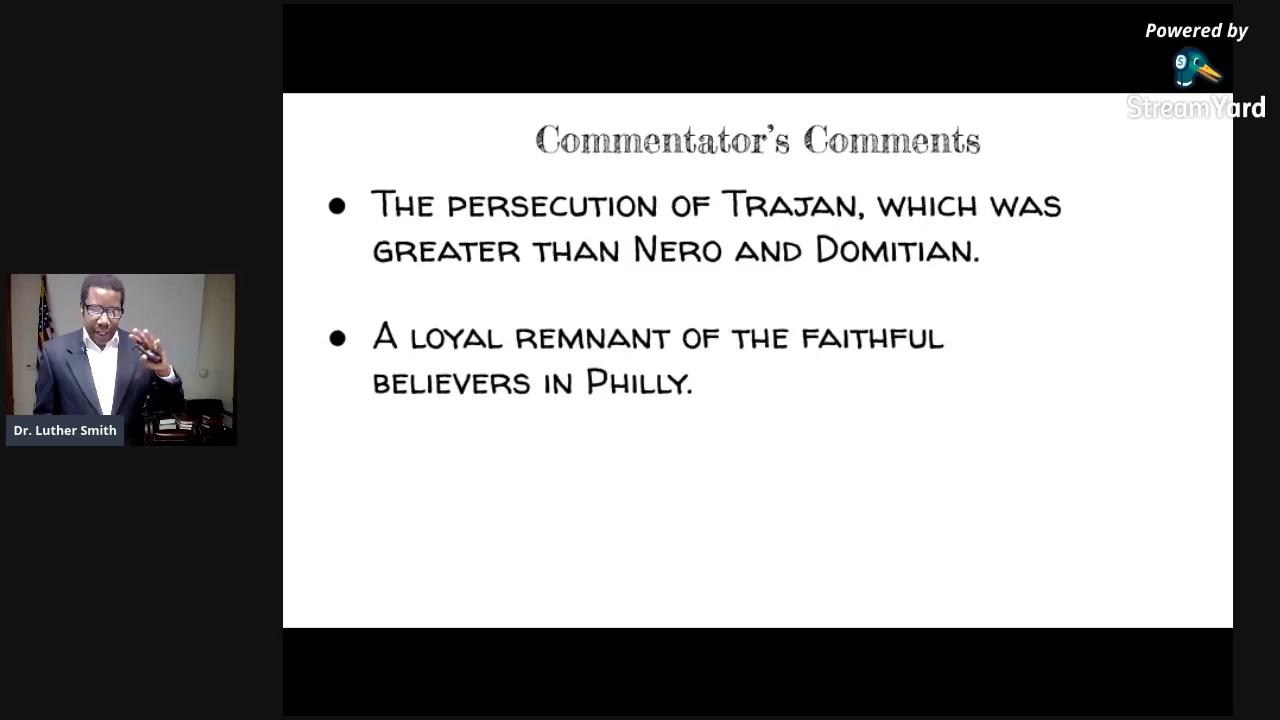 Powered by
StreamYard
Commentator's Comments
● The persecution of Trajan, which was
greater than Nero and Domitian.
● A loyal remnant of the faithful
believers in Philly.
Dr. Luther Smith